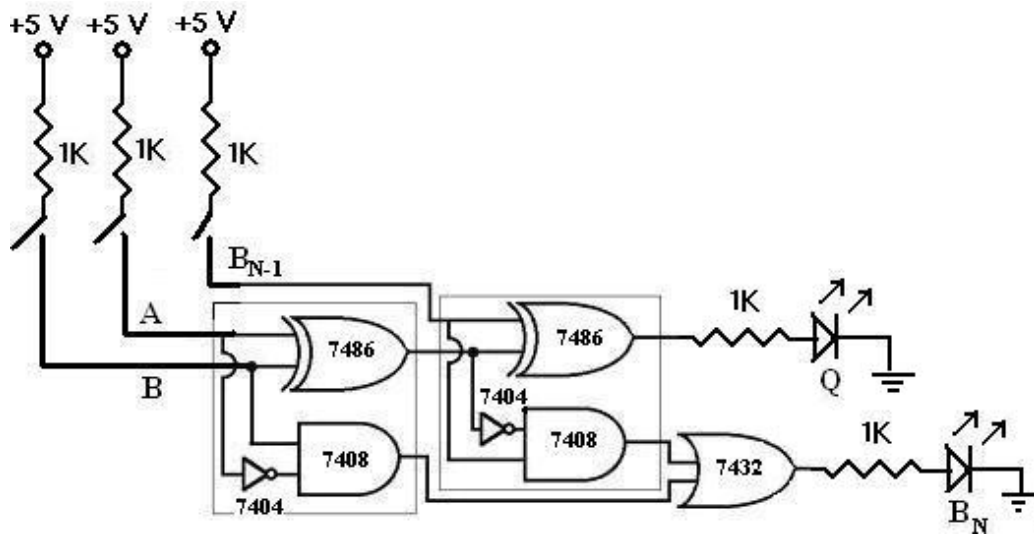 +5 V +5 V +5 V
1K 1K 1K
B_{N-1}
A
B
7486
7486
1K
Q
7404
7408
7408
7432
7404
1K
B_N